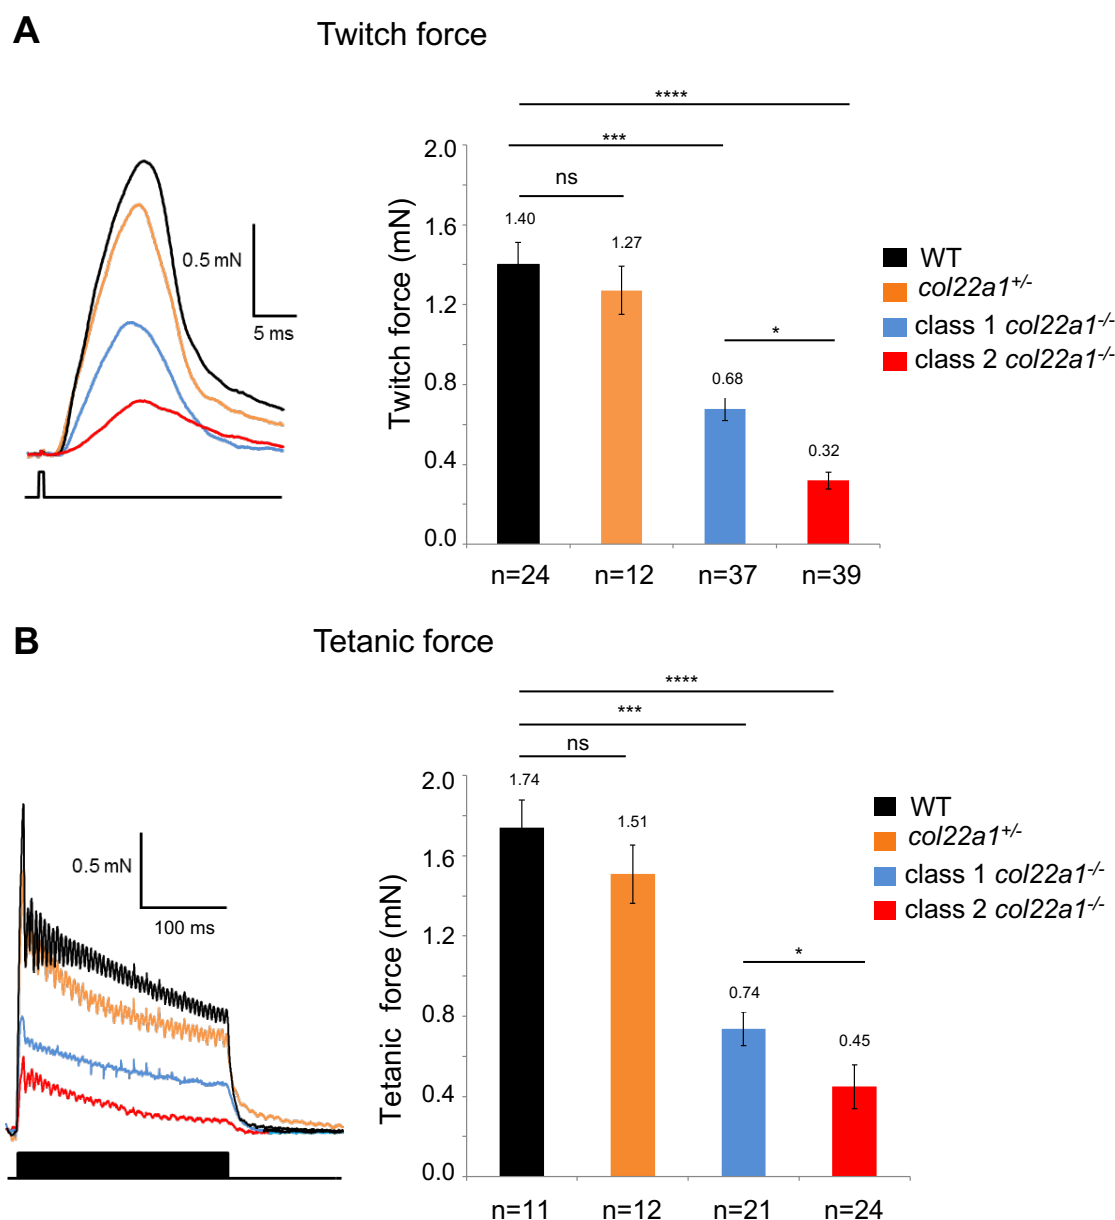 A
Twitch force
0.5 mN
5 ms
Twitch force (mN)
2.0
1.6
1.2
0.8
0.4
0.0
****
***
ns
*
1.40
1.27
0.68
0.32
n=24 n=12 n=37 n=39
WT
col22a1+/-
class 1 col22a1-/-
class 2 col22a1-/-
B
Tetanic force
0.5 mN
100 ms
Tetanic force (mN)
2.0
1.6
1.2
0.8
0.4
0.0
****
***
ns
*
1.74
1.51
0.74
0.45
n=11 n=12 n=21 n=24
WT
col22a1+/-
class 1 col22a1-/-
class 2 col22a1-/-